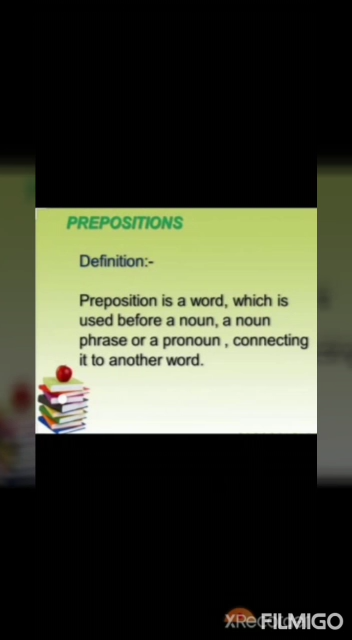 PREPOSITIONS
Definition:-
Preposition is a word, which is
used before a noun, a noun
phrase or a pronoun , connecting
it to another word.
FILMIGO